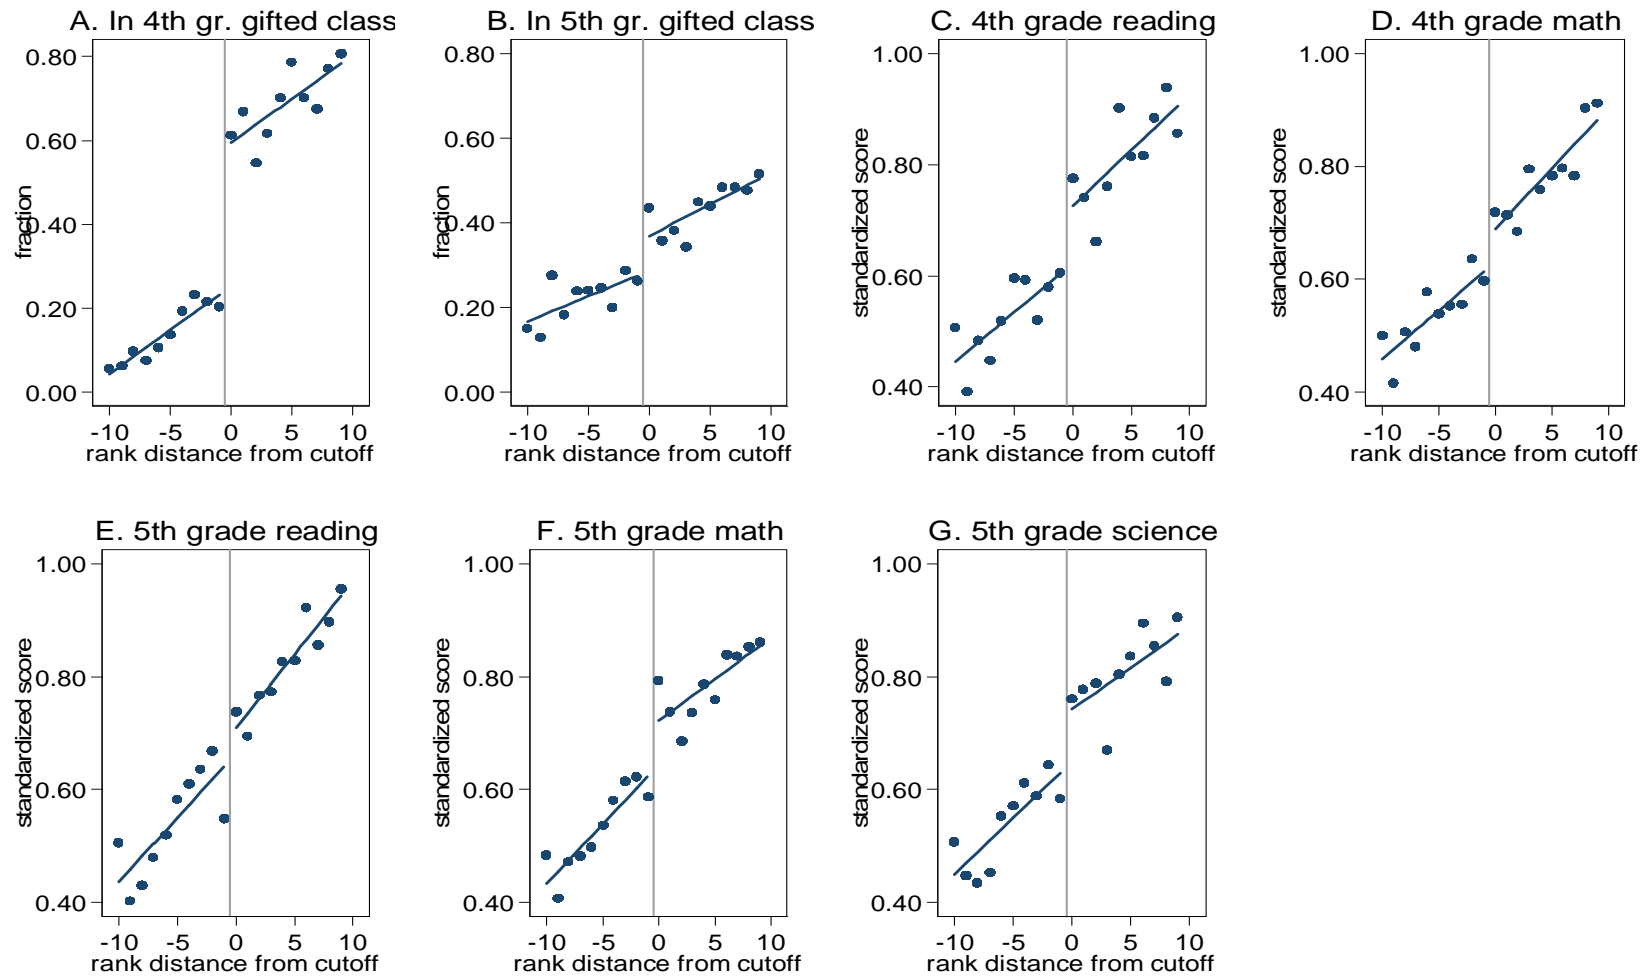 A. In 4th gr. gifted class
fraction
0.80
0.60
0.40
0.20
0.00
-10 -5 0 5 10
rank distance from cutoff
B. In 5th gr. gifted class
fraction
0.80
0.60
0.40
0.20
0.00
-10 -5 0 5 10
rank distance from cutoff
C. 4th grade reading
standardized score
1.00
0.80
0.60
0.40
-10 -5 0 5 10
rank distance from cutoff
D. 4th grade math
standardized score
1.00
0.80
0.60
0.40
-10 -5 0 5 10
rank distance from cutoff
E. 5th grade reading
standardized score
1.00
0.80
0.60
0.40
-10 -5 0 5 10
rank distance from cutoff
F. 5th grade math
standardized score
1.00
0.80
0.60
0.40
-10 -5 0 5 10
rank distance from cutoff
G. 5th grade science
standardized score
1.00
0.80
0.60
0.40
-10 -5 0 5 10
rank distance from cutoff